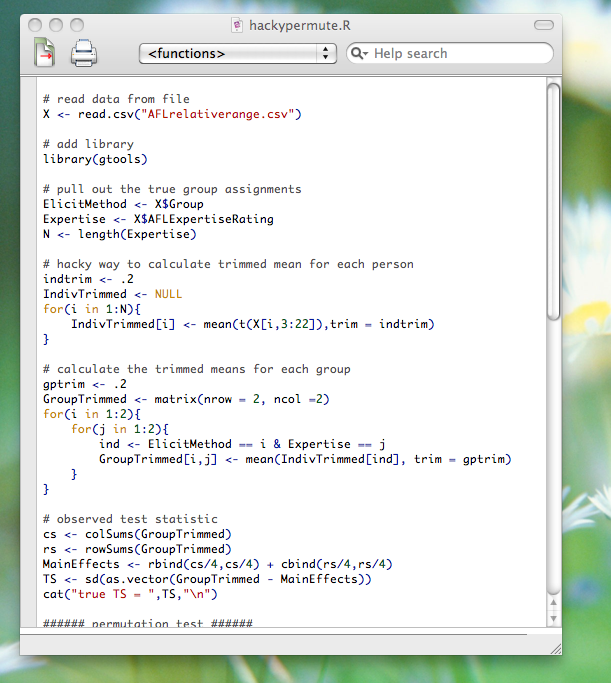 hackypermute.R
<functions>
Help search
# read data from file
X <- read.csv("AFLrelativerange.csv")
# add library
library(gtools)
# pull out the true group assignments
ElicitMethod <- X$Group
Expertise <- X$AFLExpertiseRating
N <- length(Expertise)
# hacky way to calculate trimmed mean for each person
indtrim <- .2
IndivTrimmed <- NULL
for(i in 1:N){
    IndivTrimmed[i] <- mean(t(X[i,3:22]),trim = indtrim)
}
# calculate the trimmed means for each group
gptrim <- .2
GroupTrimmed <- matrix(nrow = 2, ncol =2)
for(i in 1:2){
    for(j in 1:2){
        ind <- ElicitMethod == i & Expertise == j
        GroupTrimmed[i,j] <- mean(IndivTrimmed[ind], trim = gptrim)
    }
}
# observed test statistic
cs <- colSums(GroupTrimmed)
rs <- rowSums(GroupTrimmed)
MainEffects <- rbind(cs/4,cs/4) + cbind(rs/4,rs/4)
TS <- sd(as.vector(GroupTrimmed - MainEffects))
cat("true TS = ",TS,"\n")
###### permutation test ######